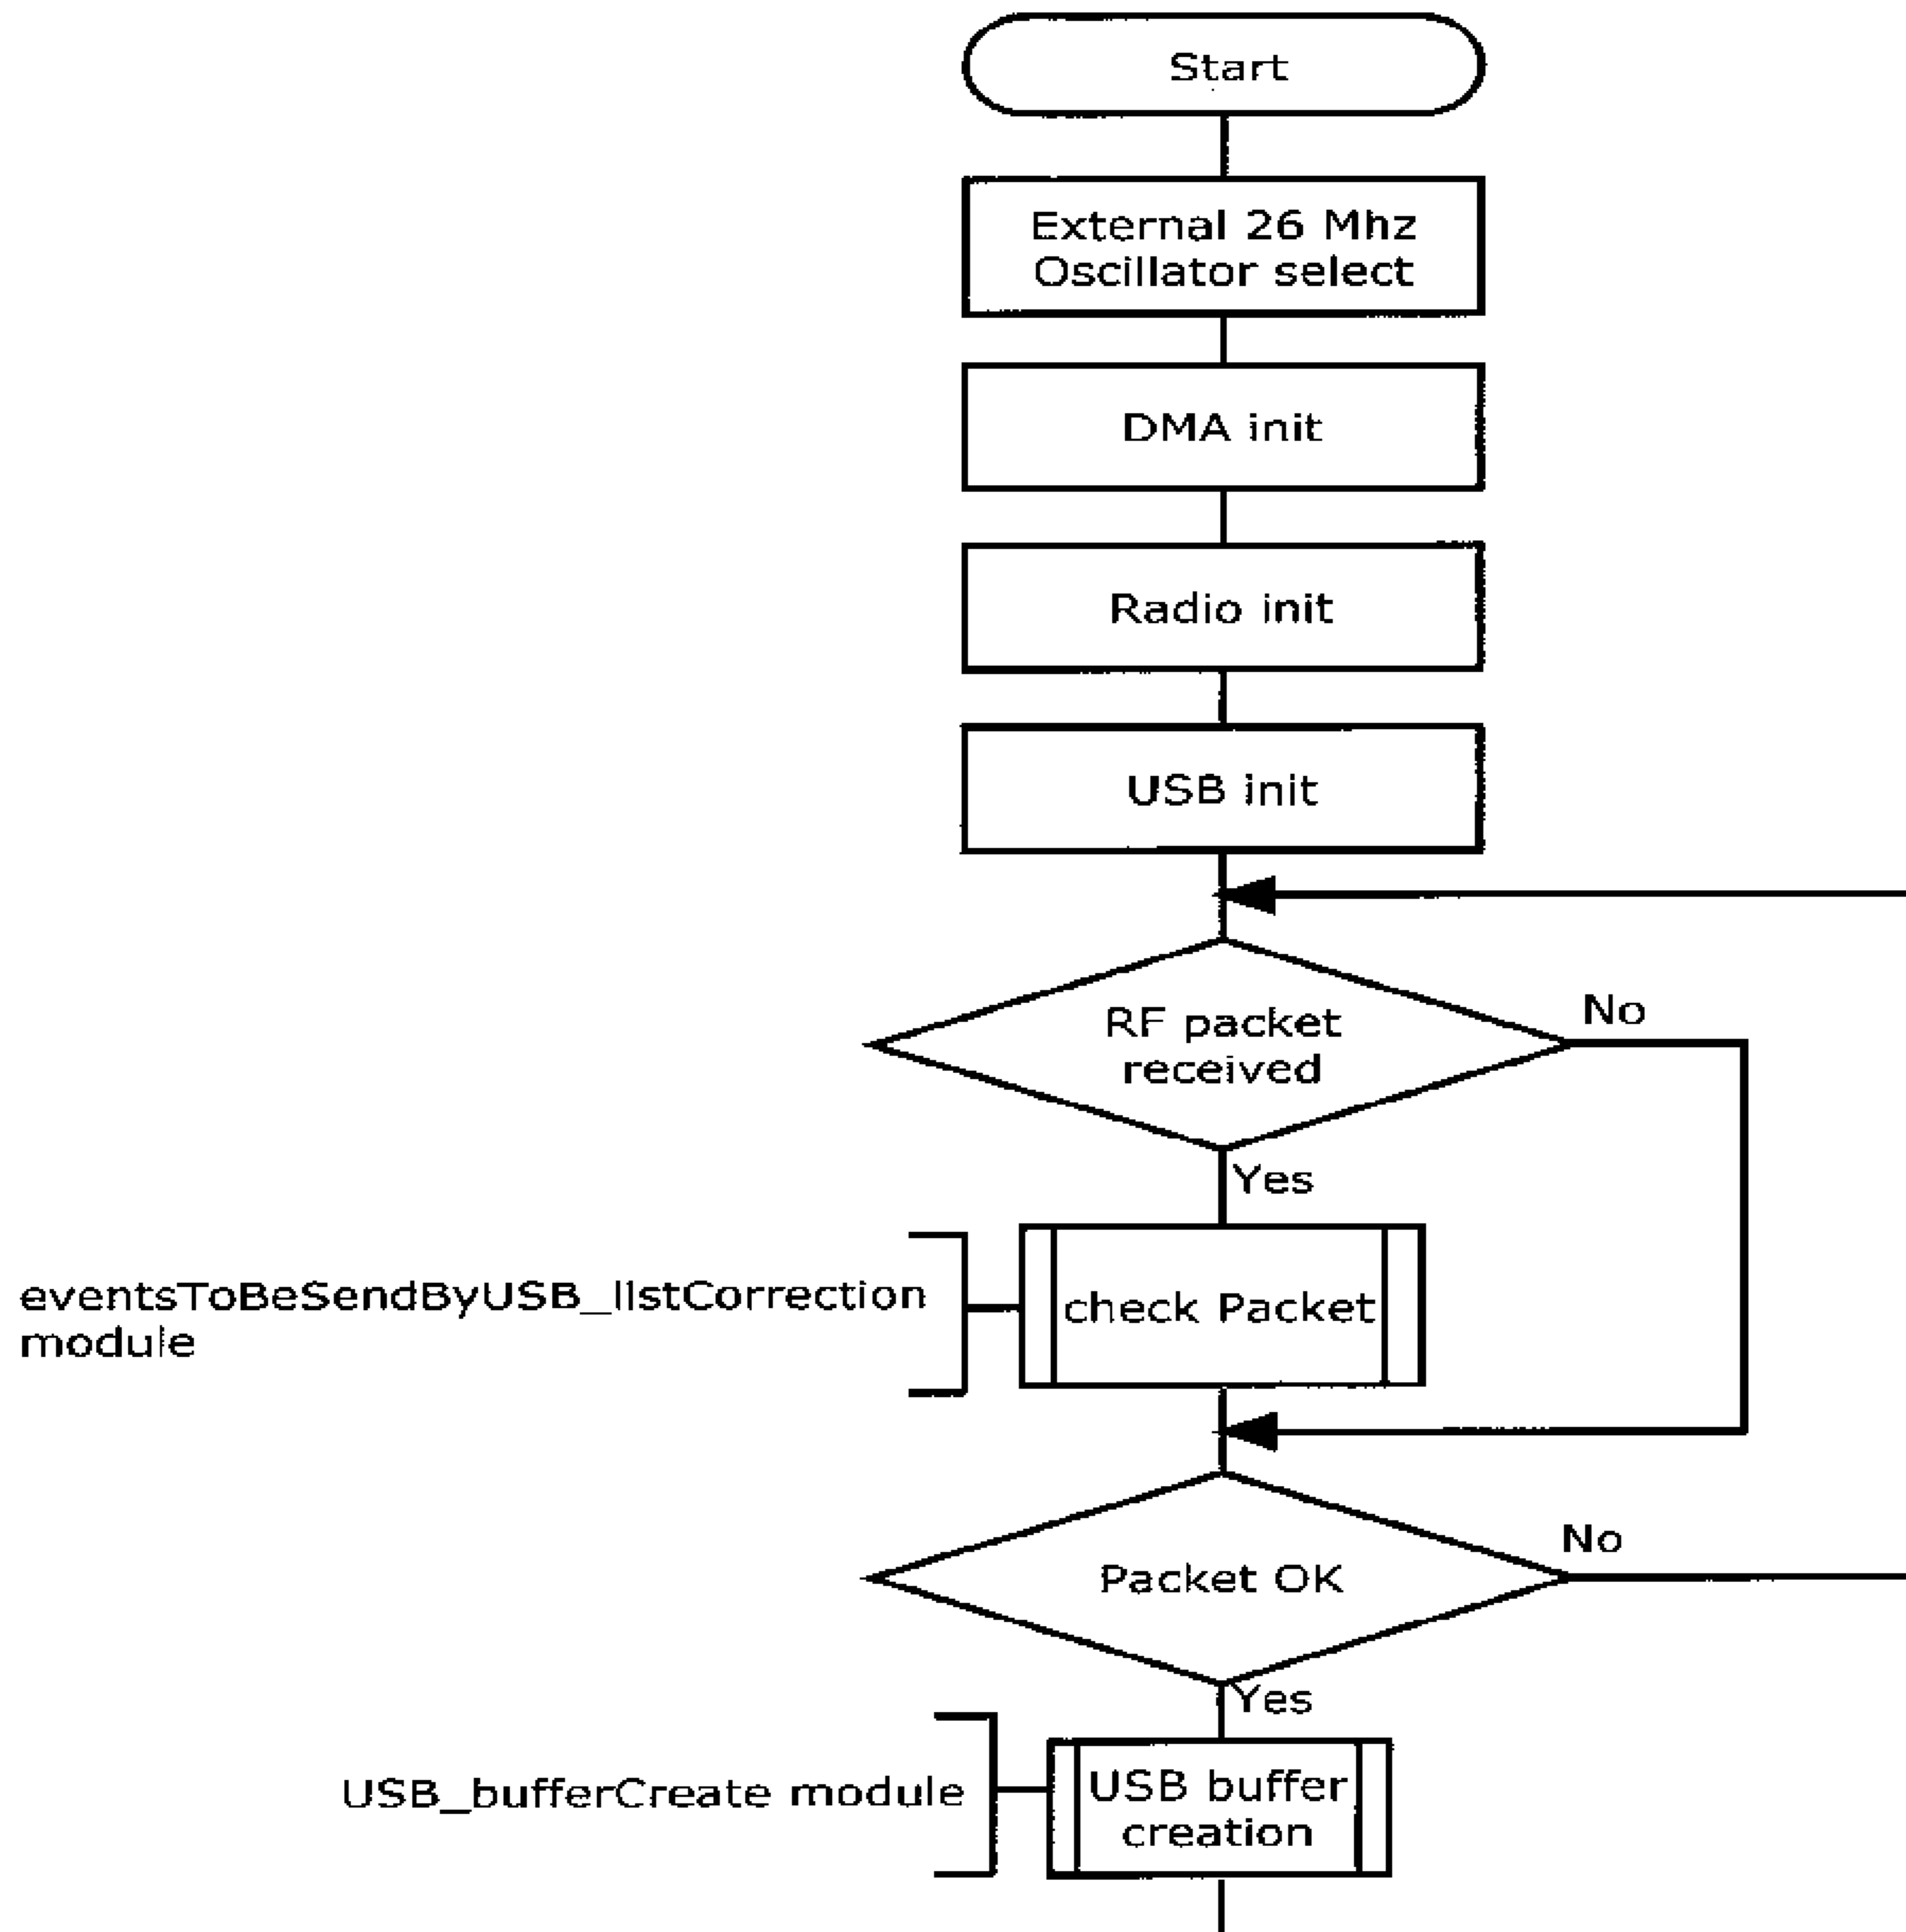 Start
External 26 Mhz
Oscillator select
DMA init
Radio init
USB init
RF packet
received
No
Yes
eventsToBeSendByUSB_listCorrection
module
check Packet
Packet OK
No
Yes
USB_bufferCreate module
USB buffer
creation